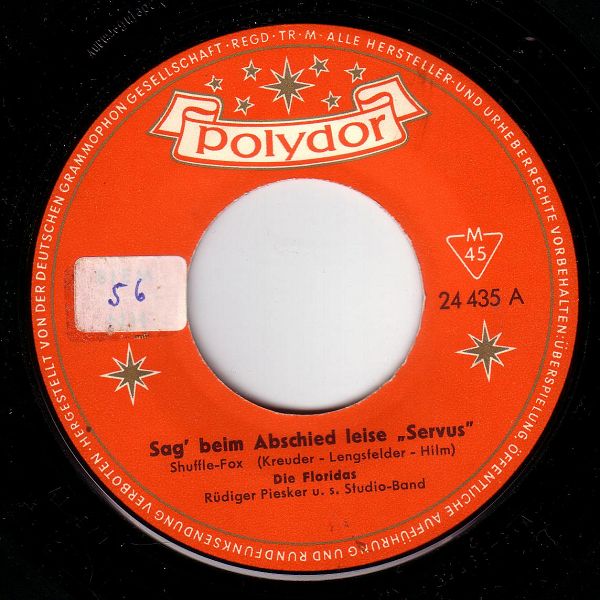 HERGESTELLT VON DER DEUTSCHEN GRAMMOPHON GESELLSCHAFT · REGD · TR · M · ALLE HERSTELLER- UND URHEBERRECHTE VORBEHALTEN: ÜBERSPIELUNG, ÖFFENTLICHE AUFFÜHRUNG UND RUNDFUNKSENDUNG VERBOTEN ·
polydor
M
45
24 435 A
56
Sag' beim Abschied leise „Servus”
Shuffle-Fox (Kreuder - Lengsfelder - Hilm)
Die Floridas
Rüdiger Piesker u. s. Studio-Band